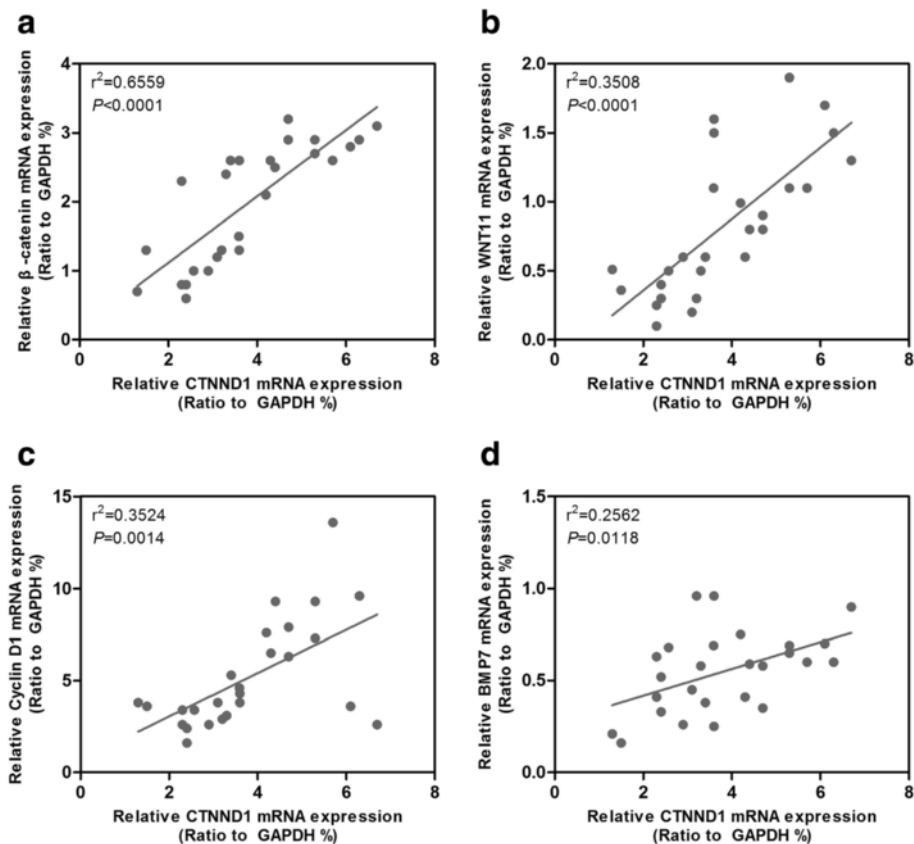 a
r²=0.6559
P<0.0001
Relative β -catenin mRNA expression
(Ratio to GAPDH %)
4
3
2
1
0
0 2 4 6 8
Relative CTNND1 mRNA expression
(Ratio to GAPDH %)
b
r²=0.3508
P<0.0001
Relative WNT11 mRNA expression
(Ratio to GAPDH %)
2.0
1.5
1.0
0.5
0.0
0 2 4 6 8
Relative CTNND1 mRNA expression
(Ratio to GAPDH %)
c
r²=0.3524
P=0.0014
Relative Cyclin D1 mRNA expression
(Ratio to GAPDH %)
15
10
5
0
0 2 4 6 8
Relative CTNND1 mRNA expression
(Ratio to GAPDH %)
d
r²=0.2562
P=0.0118
Relative BMP7 mRNA expression
(Ratio to GAPDH %)
1.5
1.0
0.5
0.0
0 2 4 6 8
Relative CTNND1 mRNA expression
(Ratio to GAPDH %)